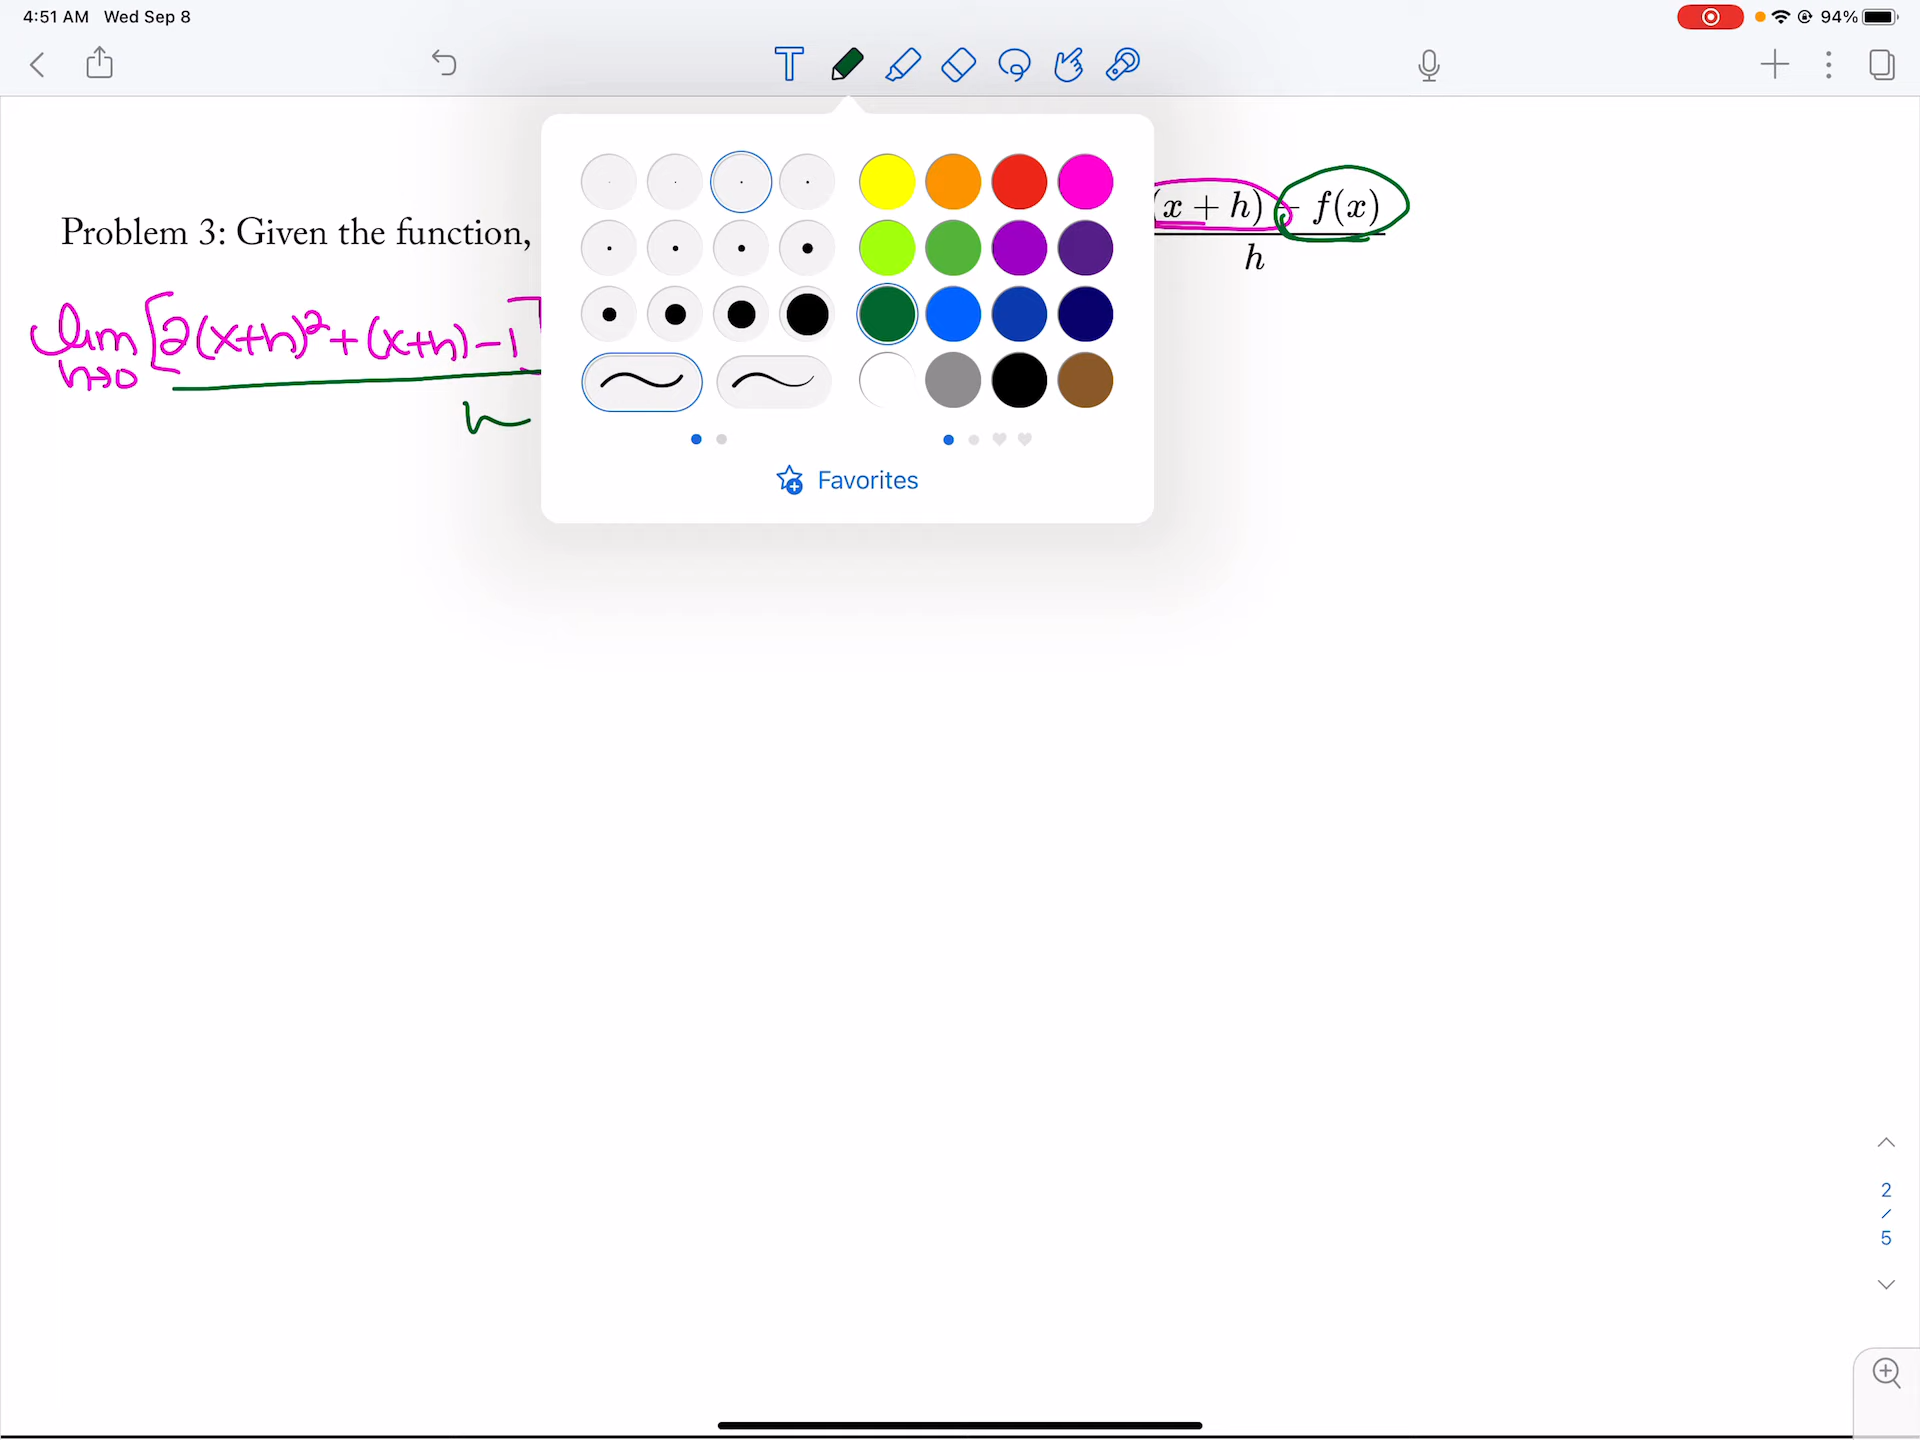 4:51 AM Wed Sep 8
94%
T
Problem 3: Given the function,
(x + h) − f(x)
h
lim [2(x+h)² + (x+h) − 1]
h→0
h
Favorites
2
/
5